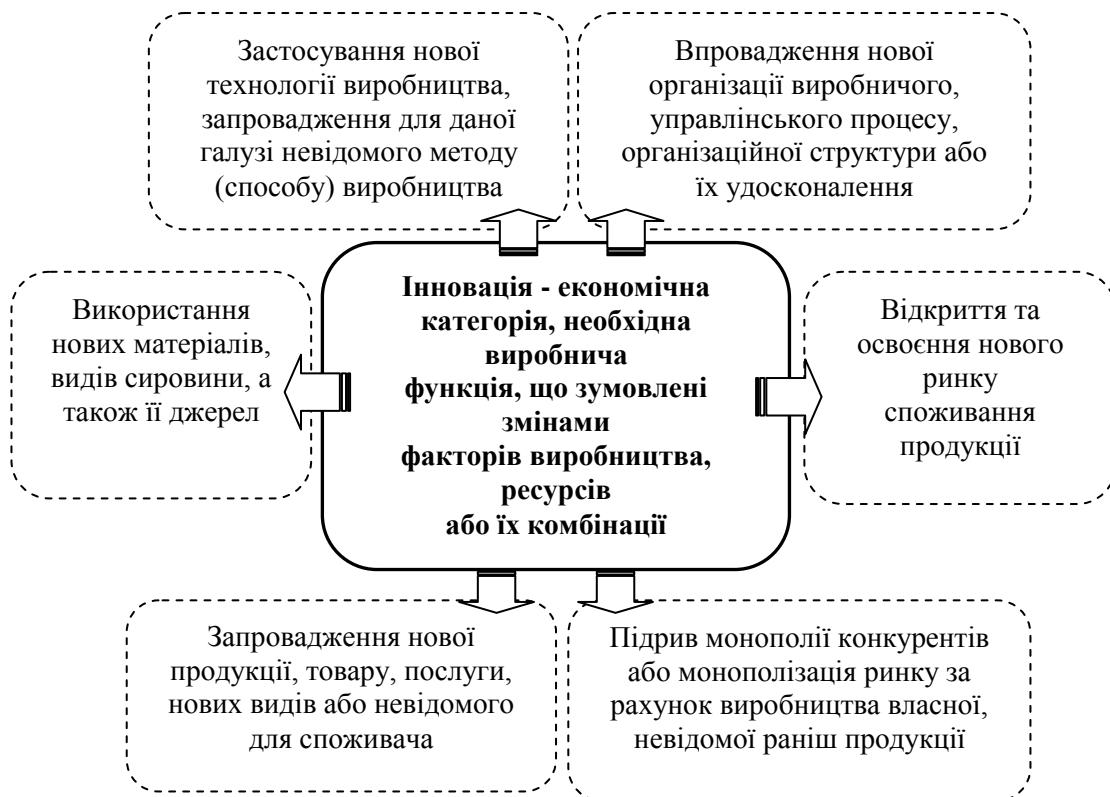 Застосування нової
технології виробництва,
запровадження для даної
галузі невідомого методу
(способу) виробництва
Впровадження нової
організації виробничого,
управлінського процесу,
організаційної структури або
їх удосконалення
Використання
нових матеріалів,
видів сировини, а
також її джерел
Інновація - економічна
категорія, необхідна
виробнича
функція, що зумовлені
змінами
факторів виробництва,
ресурсів
або їх комбінації
Відкриття та
освоєння нового
ринку
споживання
продукції
Запровадження нової
продукції, товару, послуги,
нових видів або невідомого
для споживача
Підрив монополії конкурентів
або монополізація ринку за
рахунок виробництва власної,
невідомої раніш продукції